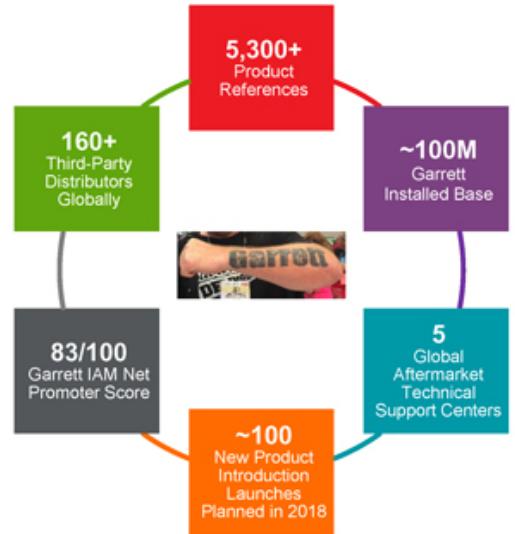 5,300+
Product
References
~100M
Garrett
Installed Base
5
Global
Aftermarket
Technical
Support Centers
~100
New Product
Introduction
Launches
Planned in 2018
83/100
Garrett IAM Net
Promoter Score
160+
Third-Party
Distributors
Globally
Garrett